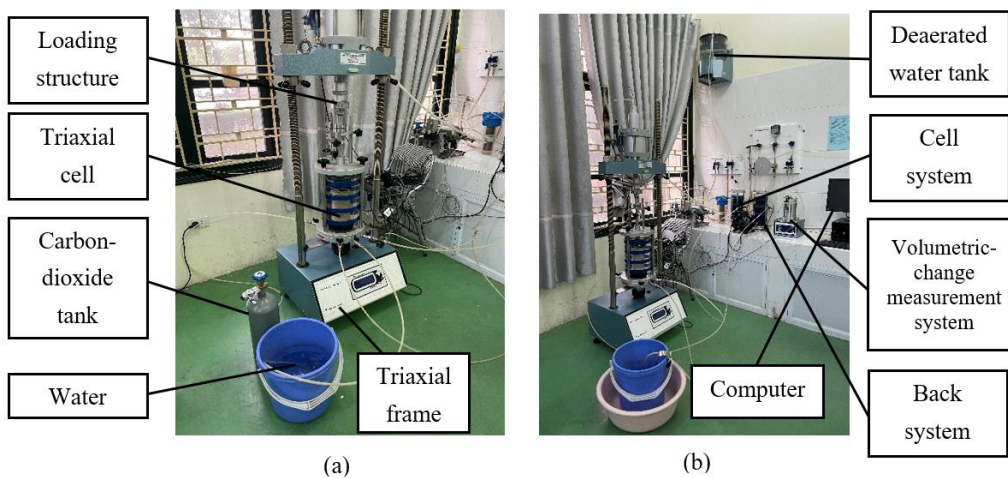 Loading
structure
Triaxial
cell
Carbon-
dioxide
tank
Water
Triaxial
frame
(a)
Deaerated
water tank
Cell
system
Volumetric-
change
measurement
system
Computer
Back
system
(b)